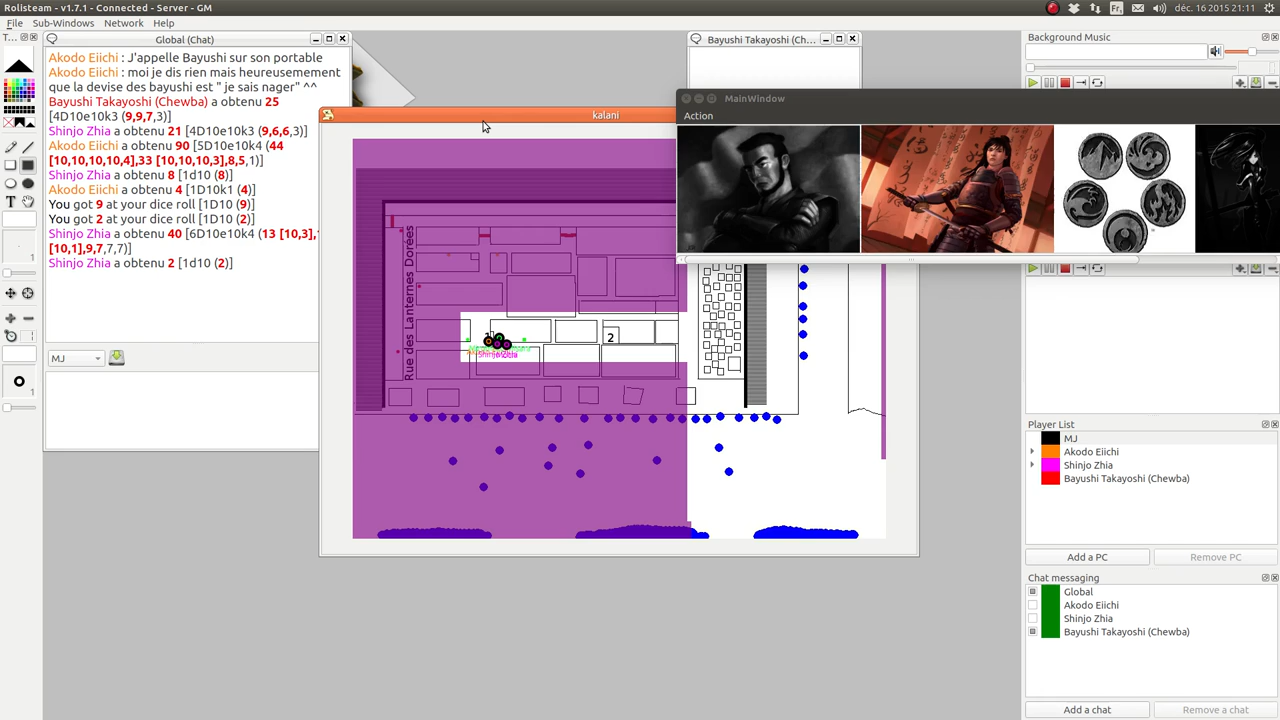 Rolisteam - v1.7.1 - Connected - Server - GM
Fr
déc. 16 2015 21:11
File Sub-Windows Network Help
T...
Global (Chat)
Akodo Eiichi : J'appelle Bayushi sur son portable
Akodo Eiichi : moi je dis rien mais heureusemement
que la devise des bayushi est " je sais nager" ^^
Bayushi Takayoshi (Chewba) a obtenu 25
[4D10e10k3 (9,9,7,3)]
Shinjo Zhia a obtenu 21 [4D10e10k3 (9,6,6,3)]
Akodo Eiichi a obtenu 90 [5D10e10k4 (44
[10,10,10,10,4],33 [10,10,10,3],8,5,1)]
Shinjo Zhia a obtenu 8 [1d10 (8)]
Akodo Eiichi a obtenu 4 [1D10k1 (4)]
You got 9 at your dice roll [1D10 (9)]
You got 2 at your dice roll [1D10 (2)]
Shinjo Zhia a obtenu 40 [6D10e10k4 (13 [10,3],
[10,1],9,7,7,7)]
Shinjo Zhia a obtenu 2 [1d10 (2)]
MJ
T
1
1
kalani
Rue des Lanternes Dorées
2
Shinjo Zhia
Bayushi Takayoshi (Ch...
MainWindow
Action
Background Music
Player List
MJ
Akodo Eiichi
Shinjo Zhia
Bayushi Takayoshi (Chewba)
Add a PC Remove PC
Chat messaging
Global
Akodo Eiichi
Shinjo Zhia
Bayushi Takayoshi (Chewba)
Add a chat Remove a chat